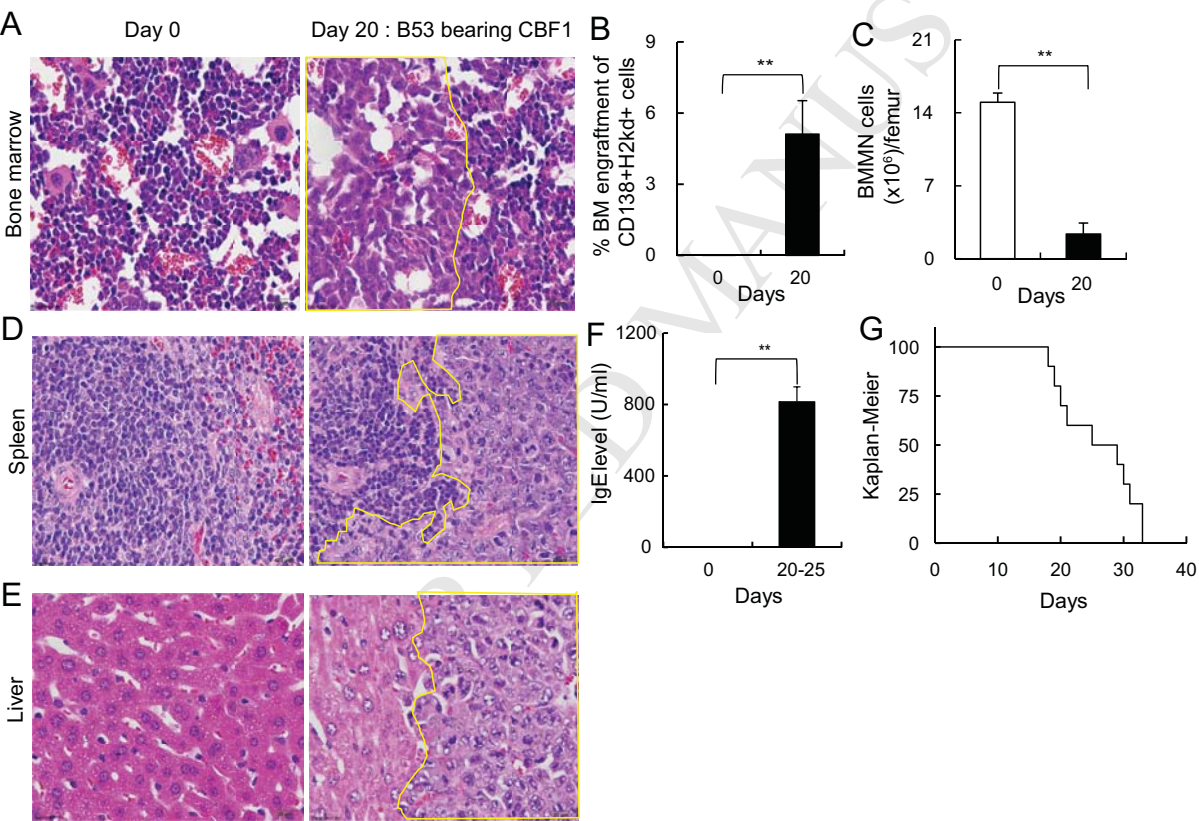 A
Day 0
Day 20 : B53 bearing CBF1
Bone marrow
B
% BM engraftment of
CD138+H2kd+ cells
9
6
3
0
**
0
20
Days
C
BMMN cells
(x10⁶)/femur
21
14
7
0
**
0
20
Days
D
Spleen
E
Liver
F
IgE level (U/ml)
1200
800
400
0
**
0
20-25
Days
G
Kaplan-Meier
100
75
50
25
0
0
10
20
30
40
Days
D MANUS